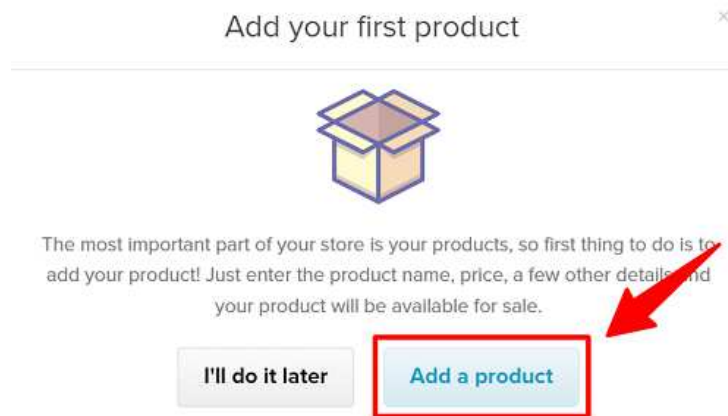 Add your first product
The most important part of your store is your products, so first thing to do is to
add your product! Just enter the product name, price, a few other details and
your product will be available for sale.
I'll do it later
Add a product